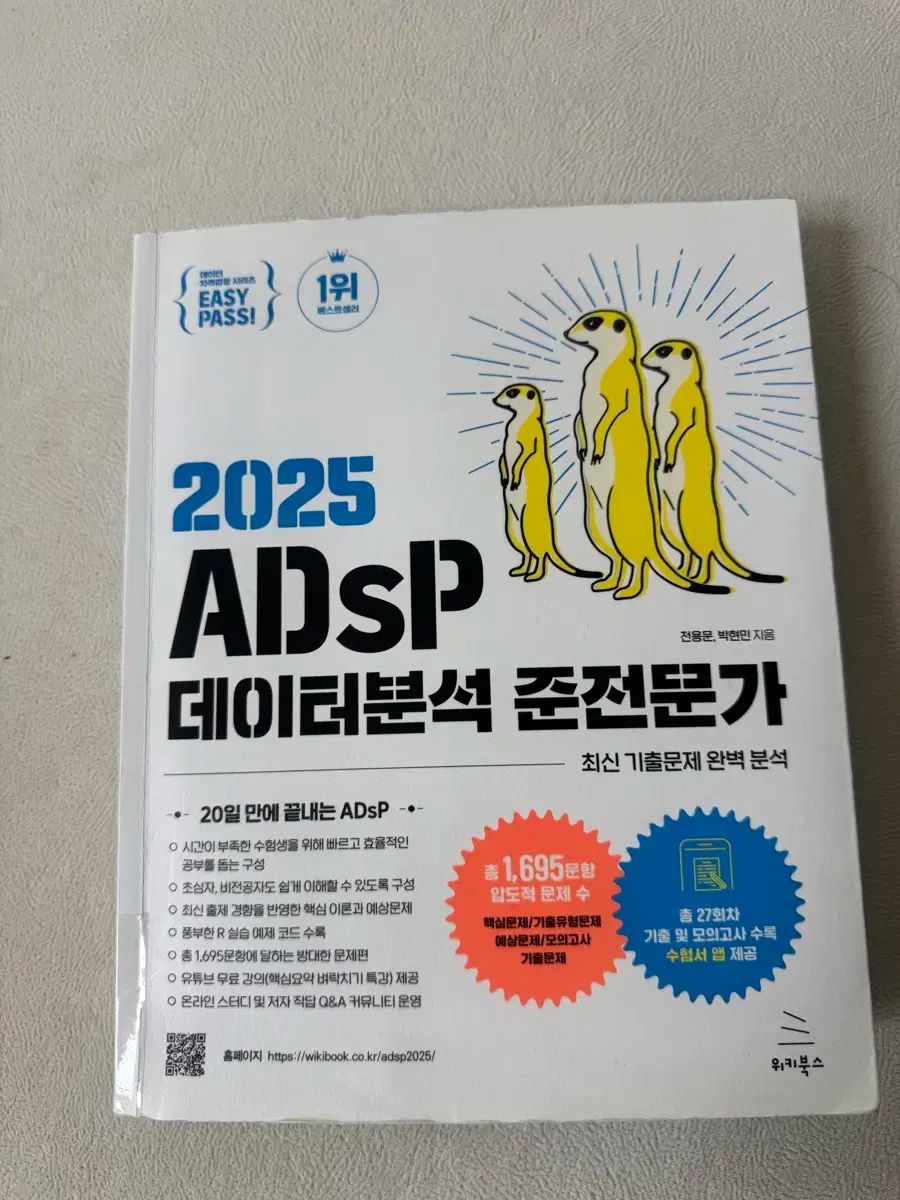 데이터
자격검정 시리즈
EASY
PASS!
1위
베스트셀러
2025
ADsP
전용문, 박현민 지음
데이터분석 준전문가
최신 기출문제 완벽 분석
20일 만에 끝내는 ADsP
시간이 부족한 수험생을 위해 빠르고 효율적인
공부를 돕는 구성
초심자, 비전공자도 쉽게 이해할 수 있도록 구성
최신 출제 경향을 반영한 핵심 이론과 예상문제
풍부한 R 실습 예제 코드 수록
총 1,695문항에 달하는 방대한 문제편
유튜브 무료 강의(핵심요약 벼락치기 특강) 제공
온라인 스터디 및 저자 직답 Q&A 커뮤니티 운영
총 1,695문항
압도적 문제 수
핵심문제/기출유형문제
예상문제/모의고사
기출문제
총 27회차
기출 및 모의고사 수록
수험서 앱 제공
홈페이지 https://wikibook.co.kr/adsp2025/
위키북스